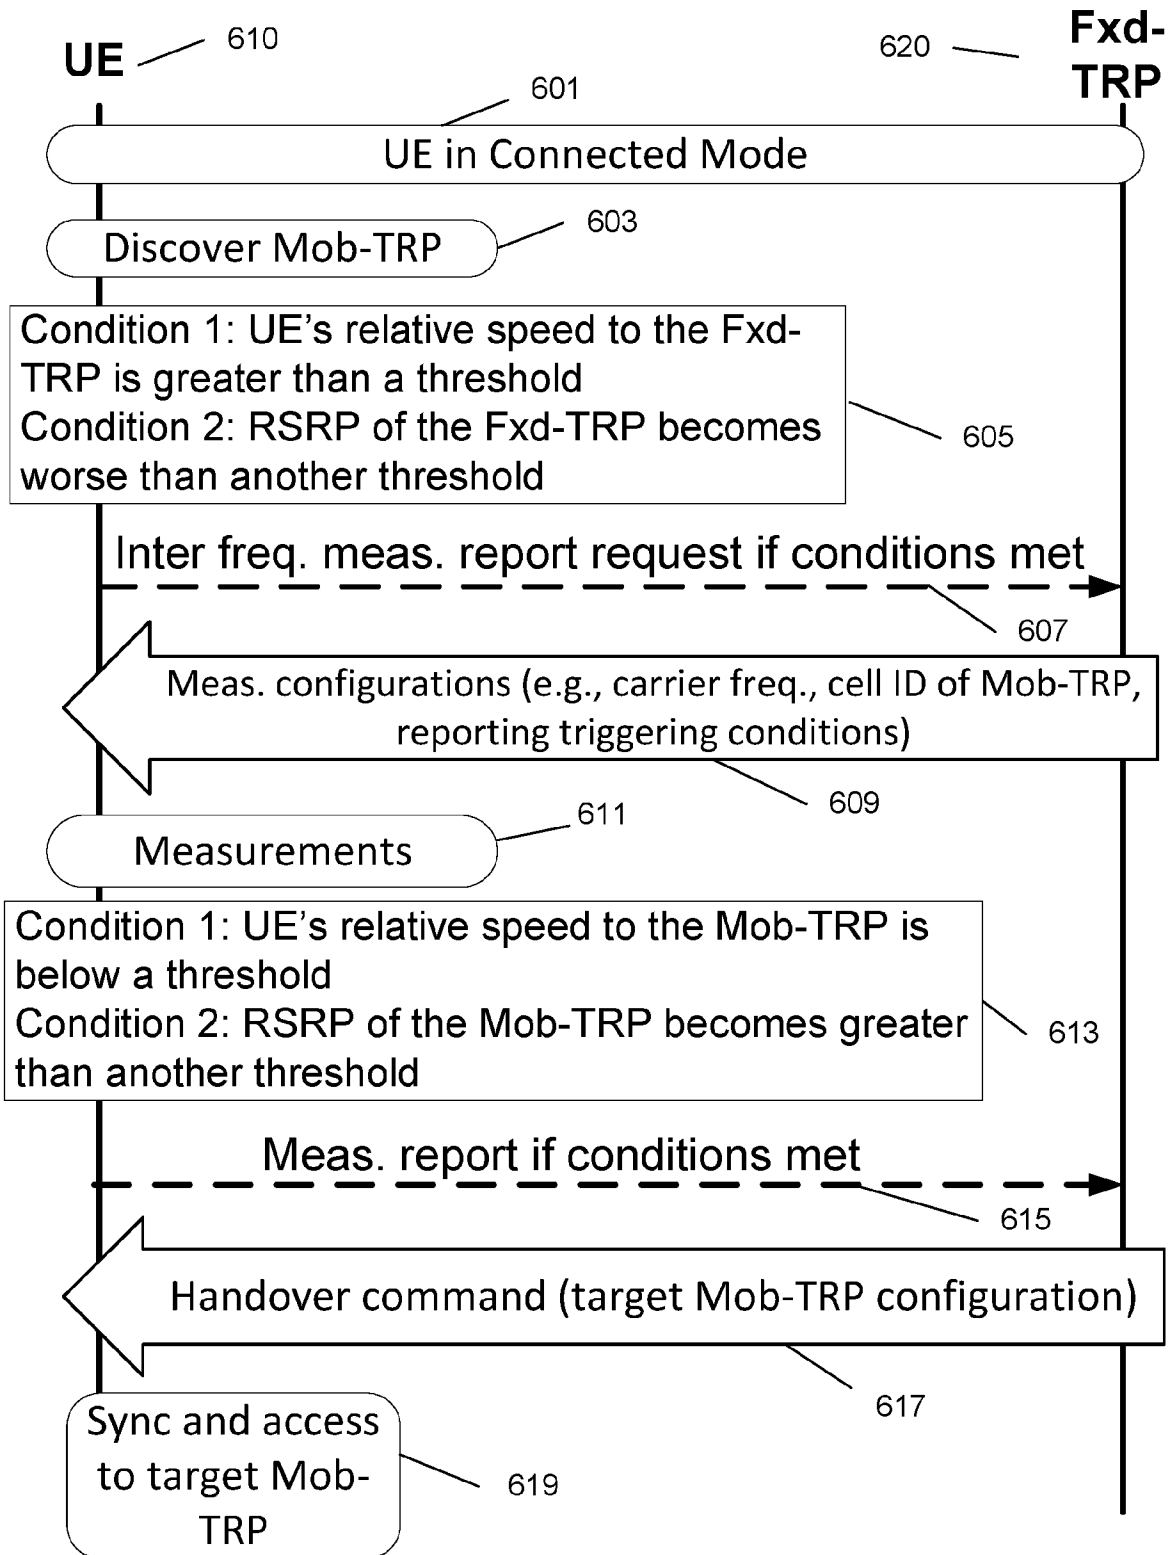 UE
610
620
Fxd-
TRP
601
UE in Connected Mode
603
Discover Mob-TRP
Condition 1: UE's relative speed to the Fxd-
TRP is greater than a threshold
Condition 2: RSRP of the Fxd-TRP becomes
worse than another threshold
605
Inter freq. meas. report request if conditions met
607
Meas. configurations (e.g., carrier freq., cell ID of Mob-TRP,
reporting triggering conditions)
609
611
Measurements
Condition 1: UE's relative speed to the Mob-TRP is
below a threshold
Condition 2: RSRP of the Mob-TRP becomes greater
than another threshold
613
Meas. report if conditions met
615
Handover command (target Mob-TRP configuration)
617
Sync and access
to target Mob-
TRP
619